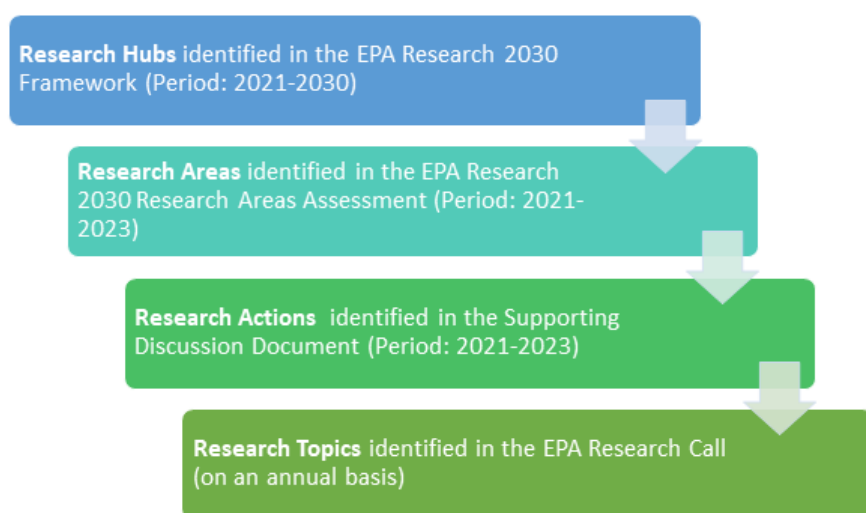 Research Hubs identified in the EPA Research 2030
Framework (Period: 2021-2030)
Research Areas identified in the EPA Research
2030 Research Areas Assessment (Period: 2021-
2023)
Research Actions identified in the Supporting
Discussion Document (Period: 2021-2023)
Research Topics identified in the EPA Research Call
(on an annual basis)